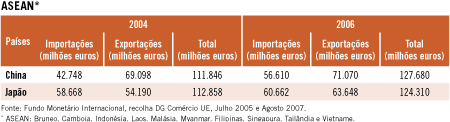 ASEAN*
Países 2004 2006
Importações (milhões euros) Exportações (milhões euros) Total (milhões euros) Importações (milhões euros) Exportações (milhões euros) Total (milhões euros)
China 42.748 69.098 111.846 56.610 71.070 127.680
Japão 58.668 54.190 112.858 60.662 63.648 124.310
Fonte: Fundo Monetário Internacional, recolha DG Comércio UE, Julho 2005 e Agosto 2007.
* ASEAN: Bruneo, Camboja, Indonésia, Laos, Malásia, Myanmar, Filipinas, Singapura, Tailândia e Vietname.